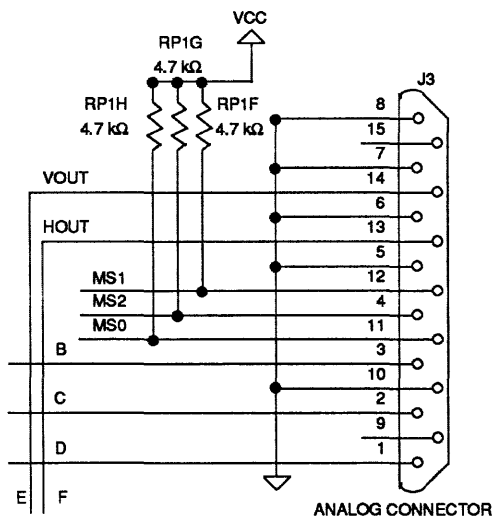 VCC
RP1G
4.7 kΩ
RP1H
4.7 kΩ
RP1F
4.7 kΩ
J3
8
15
7
VOUT
14
6
HOUT
13
5
MS1
12
MS2
4
MS0
11
B
3
10
C
2
9
D
1
E
F
ANALOG CONNECTOR